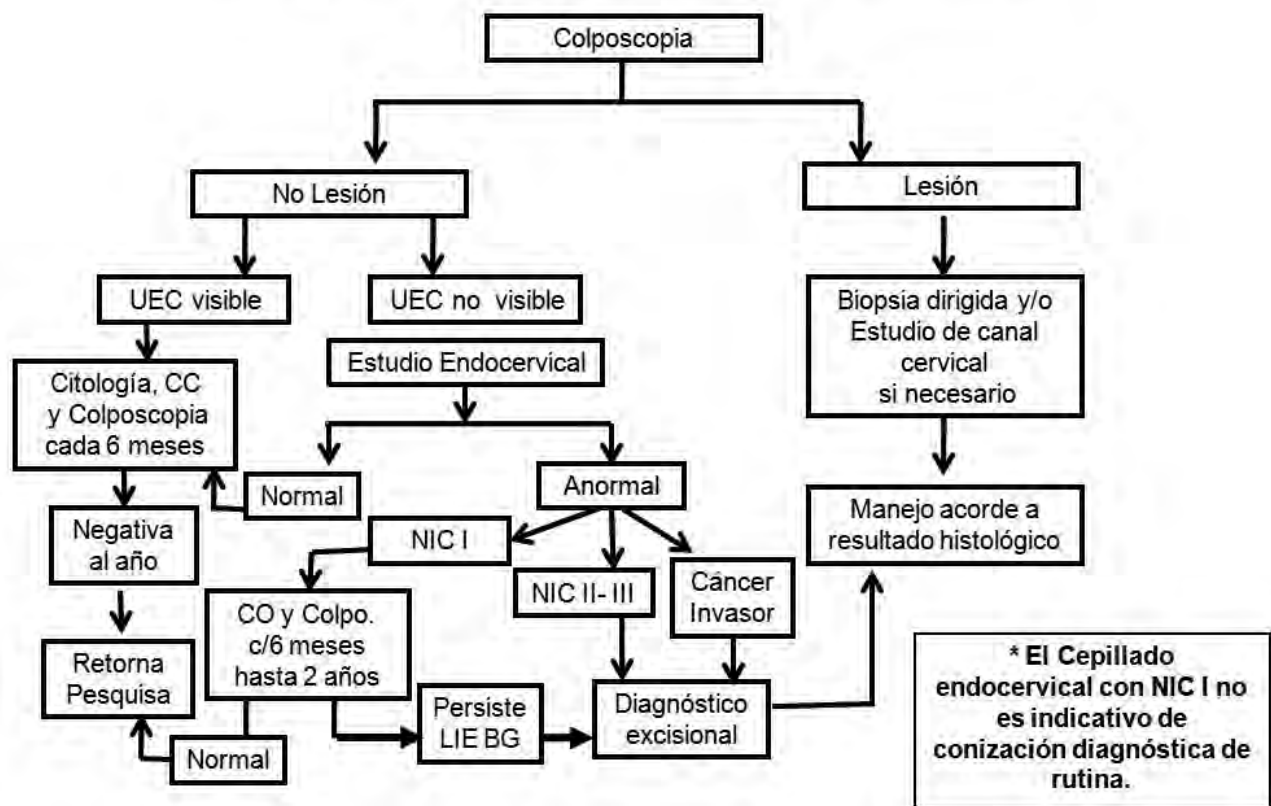 Colposcopia
No Lesión
Lesión
UEC visible
UEC no visible
Biopsia dirigida y/o
Estudio de canal
cervical
si necesario
Estudio Endocervical
Citología, CC
y Colposcopia
cada 6 meses
Normal
Anormal
Manejo acorde a
resultado histológico
Negativa
al año
NIC I
NIC II- III
Cáncer
Invasor
CO y Colpo.
c/6 meses
hasta 2 años
Retorna
Pesquisa
Persiste
LIE BG
Diagnóstico
excisional
Normal
* El Cepillado
endocervical con NIC I no
es indicativo de
conización diagnóstica de
rutina.